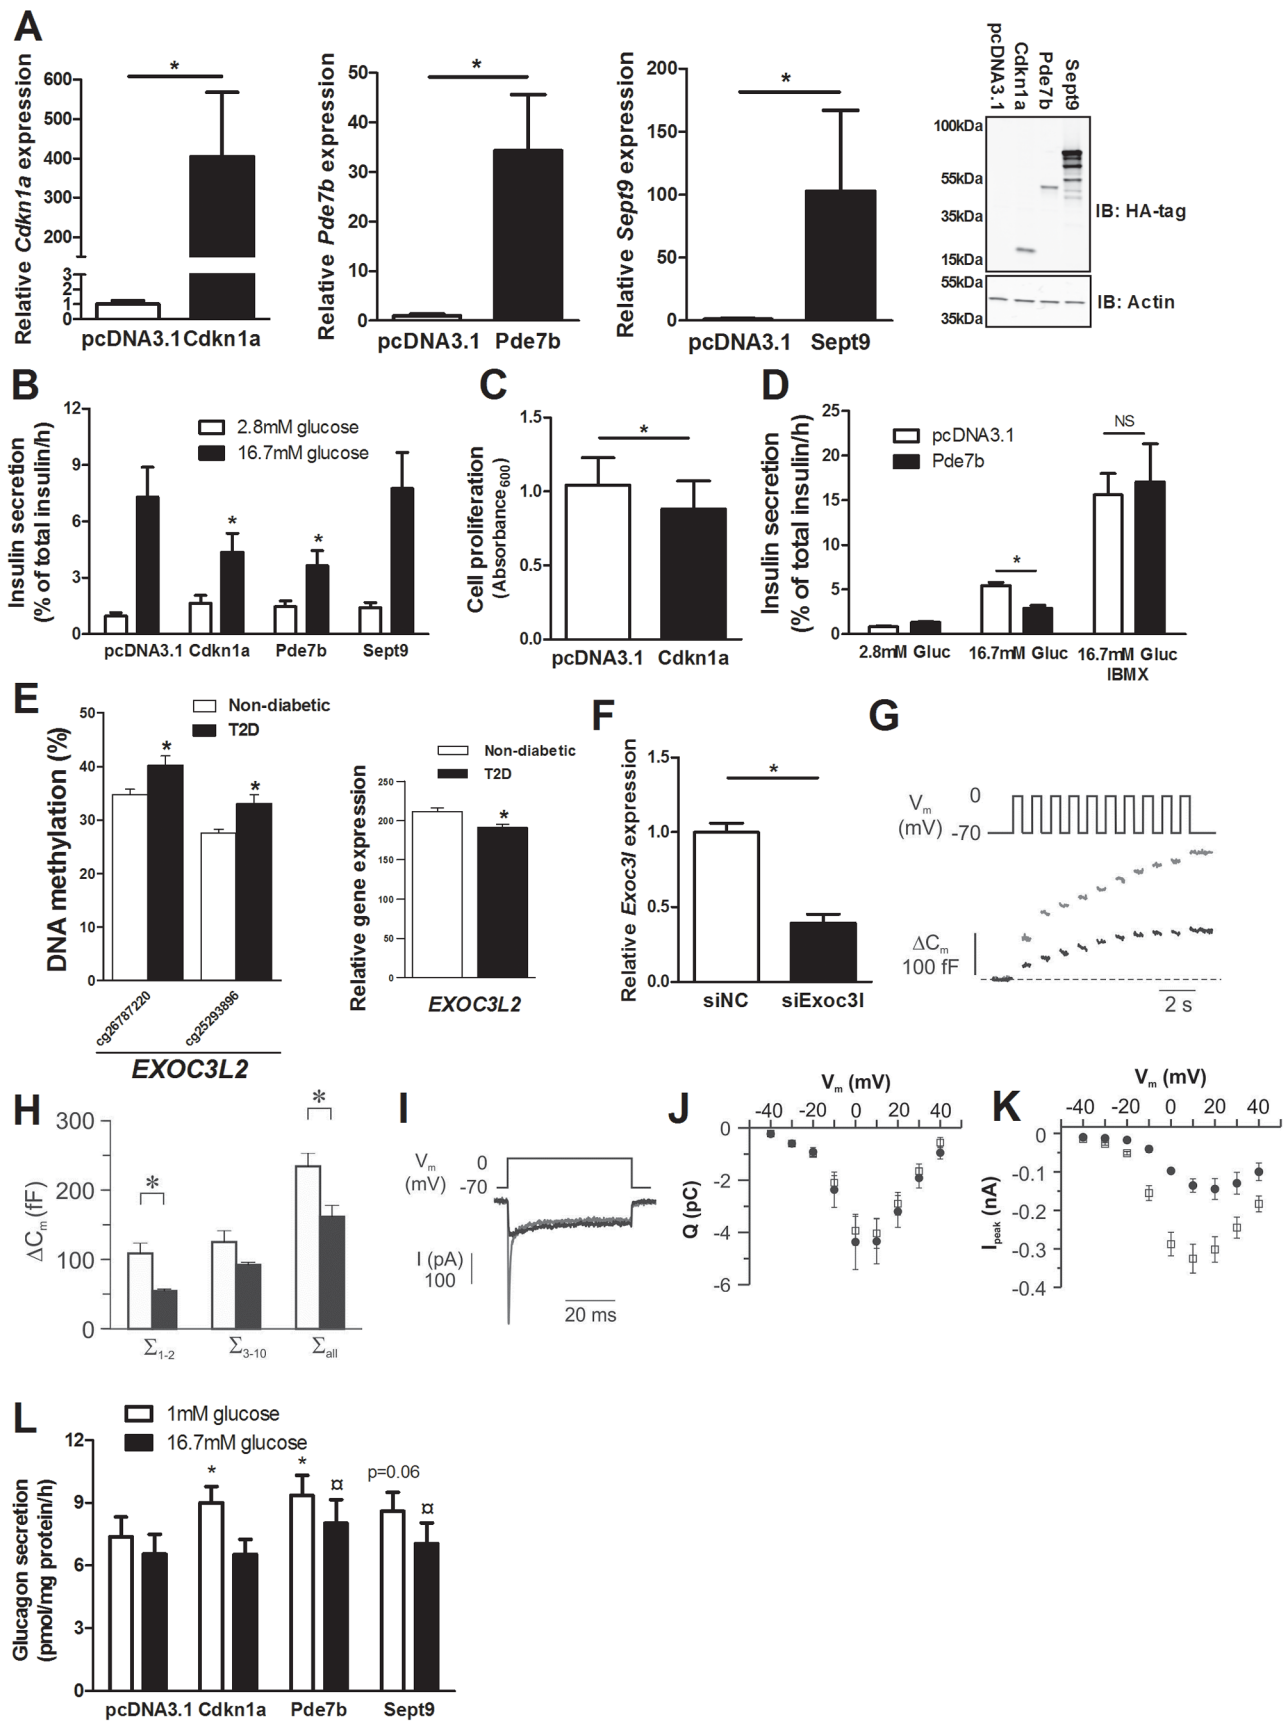 A
Relative Cdkn1a expression
600
500
400
300
200
3
2
1
0
*
pcDNA3.1 Cdkn1a
Relative Pde7b expression
50
40
30
20
10
0
*
pcDNA3.1 Pde7b
Relative Sept9 expression
200
150
100
50
0
*
pcDNA3.1 Sept9
pcDNA3.1
Cdkn1a
Pde7b
Sept9
100kDa
55kDa
35kDa
15kDa
55kDa
35kDa
IB: HA-tag
IB: Actin
B
Insulin secretion
(% of total insulin/h)
12
9
6
3
0
2.8mM glucose
16.7mM glucose
*
*
pcDNA3.1 Cdkn1a Pde7b Sept9
C
Cell proliferation
(Absorbance600)
1.5
1.0
0.5
0.0
*
pcDNA3.1 Cdkn1a
D
Insulin secretion
(% of total insulin/h)
25
20
15
10
5
0
pcDNA3.1
Pde7b
*
NS
2.8mM Gluc 16.7mM Gluc 16.7mM Gluc
IBMX
E
DNA methylation (%)
50
40
30
20
10
0
Non-diabetic
T2D
*
*
cg26787220
cg25293896
EXOC3L2
Relative gene expression
250
200
150
100
50
0
Non-diabetic
T2D
*
EXOC3L2
F
Relative Exoc3l expression
1.5
1.0
0.5
0.0
*
siNC siExoc3l
G
Vm
(mV)
0
-70
ΔCm
100 fF
2 s
H
ΔCm (fF)
300
200
100
0
*
*
Σ1-2 Σ3-10 Σall
I
Vm
(mV)
0
-70
I (pA)
100
20 ms
J
Vm (mV)
-40 -20 0 20 40
Q (pC)
0
-2
-4
-6
K
Vm (mV)
-40 -20 0 20 40
Ipeak (nA)
0
-0.1
-0.2
-0.3
-0.4
L
Glucagon secretion
(pmol/mg protein/h)
12
9
6
3
0
1mM glucose
16.7mM glucose
*
*
¤
p=0.06
¤
pcDNA3.1 Cdkn1a Pde7b Sept9